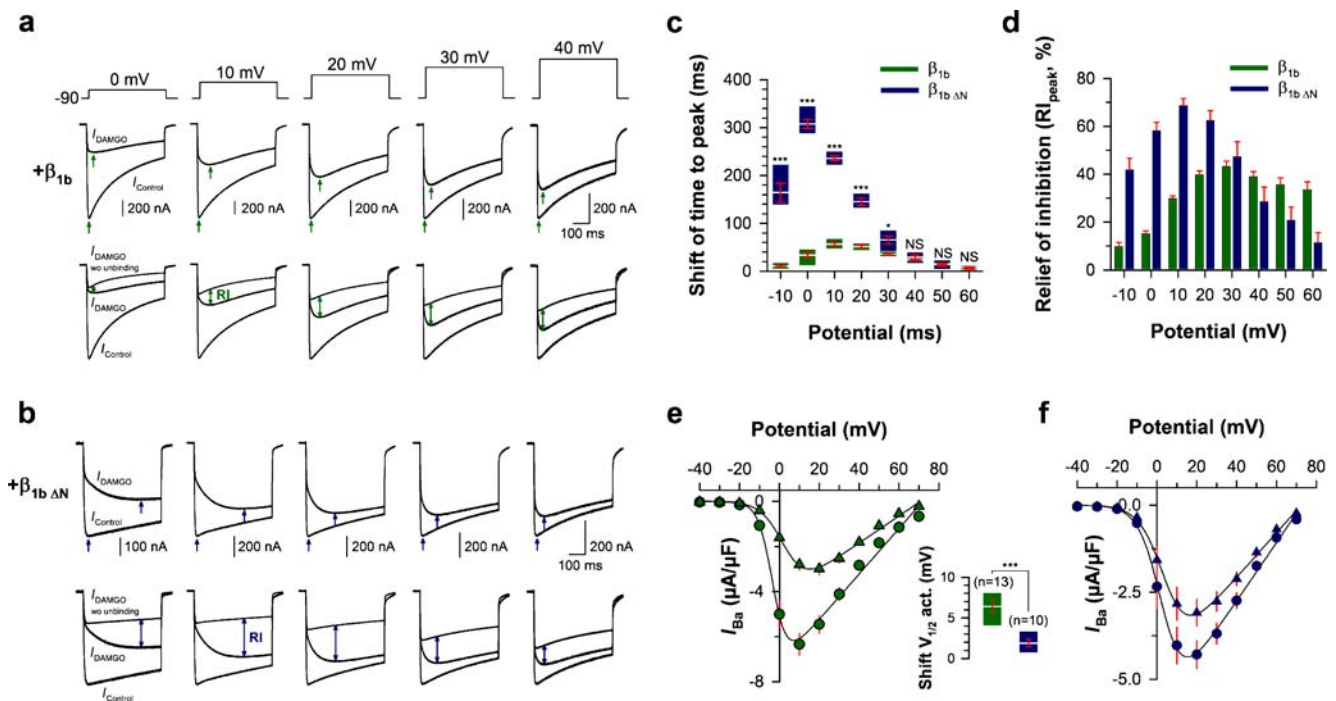 a
0 mV
10 mV
20 mV
30 mV
40 mV
-90
+β1b
IDAMGO
IControl
200 nA
200 nA
200 nA
200 nA
200 nA
100 ms
IDAMGO
wo unbinding
IDAMGO
IControl
RI
b
+β1b ΔN
IDAMGO
IControl
100 nA
200 nA
200 nA
200 nA
200 nA
100 ms
IDAMGO
wo unbinding
IDAMGO
IControl
RI
c
β1b
β1b ΔN
Shift of time to peak (ms)
400
300
200
100
0
***
***
***
***
*
NS
NS
NS
-10 0 10 20 30 40 50 60
Potential (ms)
d
β1b
β1b ΔN
Relief of inhibition (RIpeak, %)
80
60
40
20
0
-10 0 10 20 30 40 50 60
Potential (mV)
e
Potential (mV)
-40 -20 0 20 40 60 80
0
-4
-8
IBa (µA/µF)
Shift V1/2 act. (mV)
10
5
0
***
(n=13)
(n=10)
f
Potential (mV)
-40 -20 0 20 40 60 80
0.0
-2.5
-5.0
IBa (µA/µF)